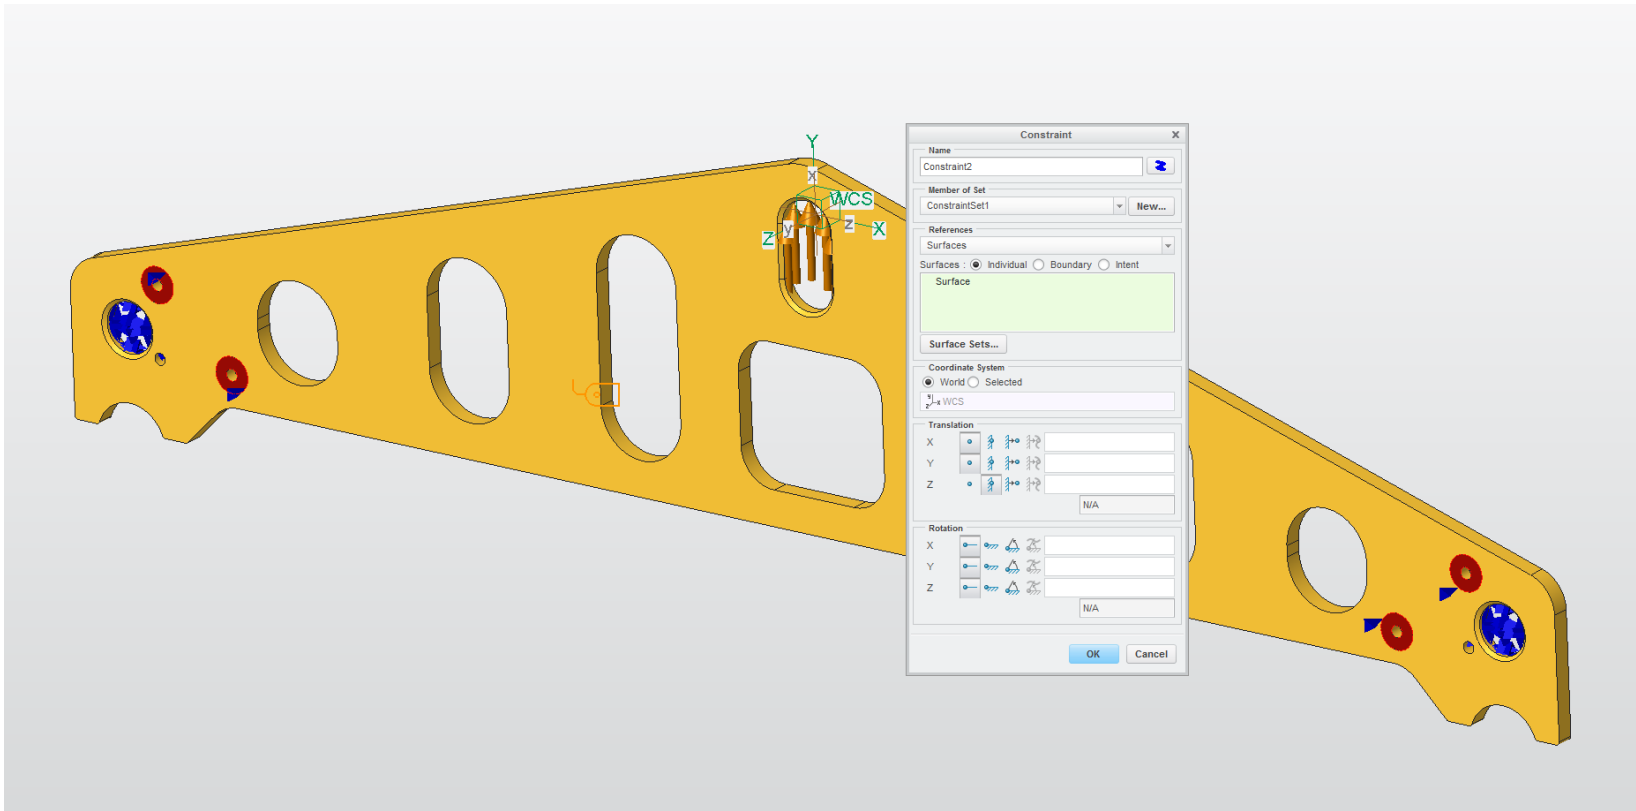 Y
X
WCS
y
Z
Z
X
Constraint
Name
Constraint2
Member of Set
ConstraintSet1
New...
References
Surfaces
Surfaces : Individual Boundary Intent
Surface
Surface Sets...
Coordinate System
World Selected
WCS
Translation
X
Y
Z
N/A
Rotation
X
Y
Z
N/A
OK Cancel